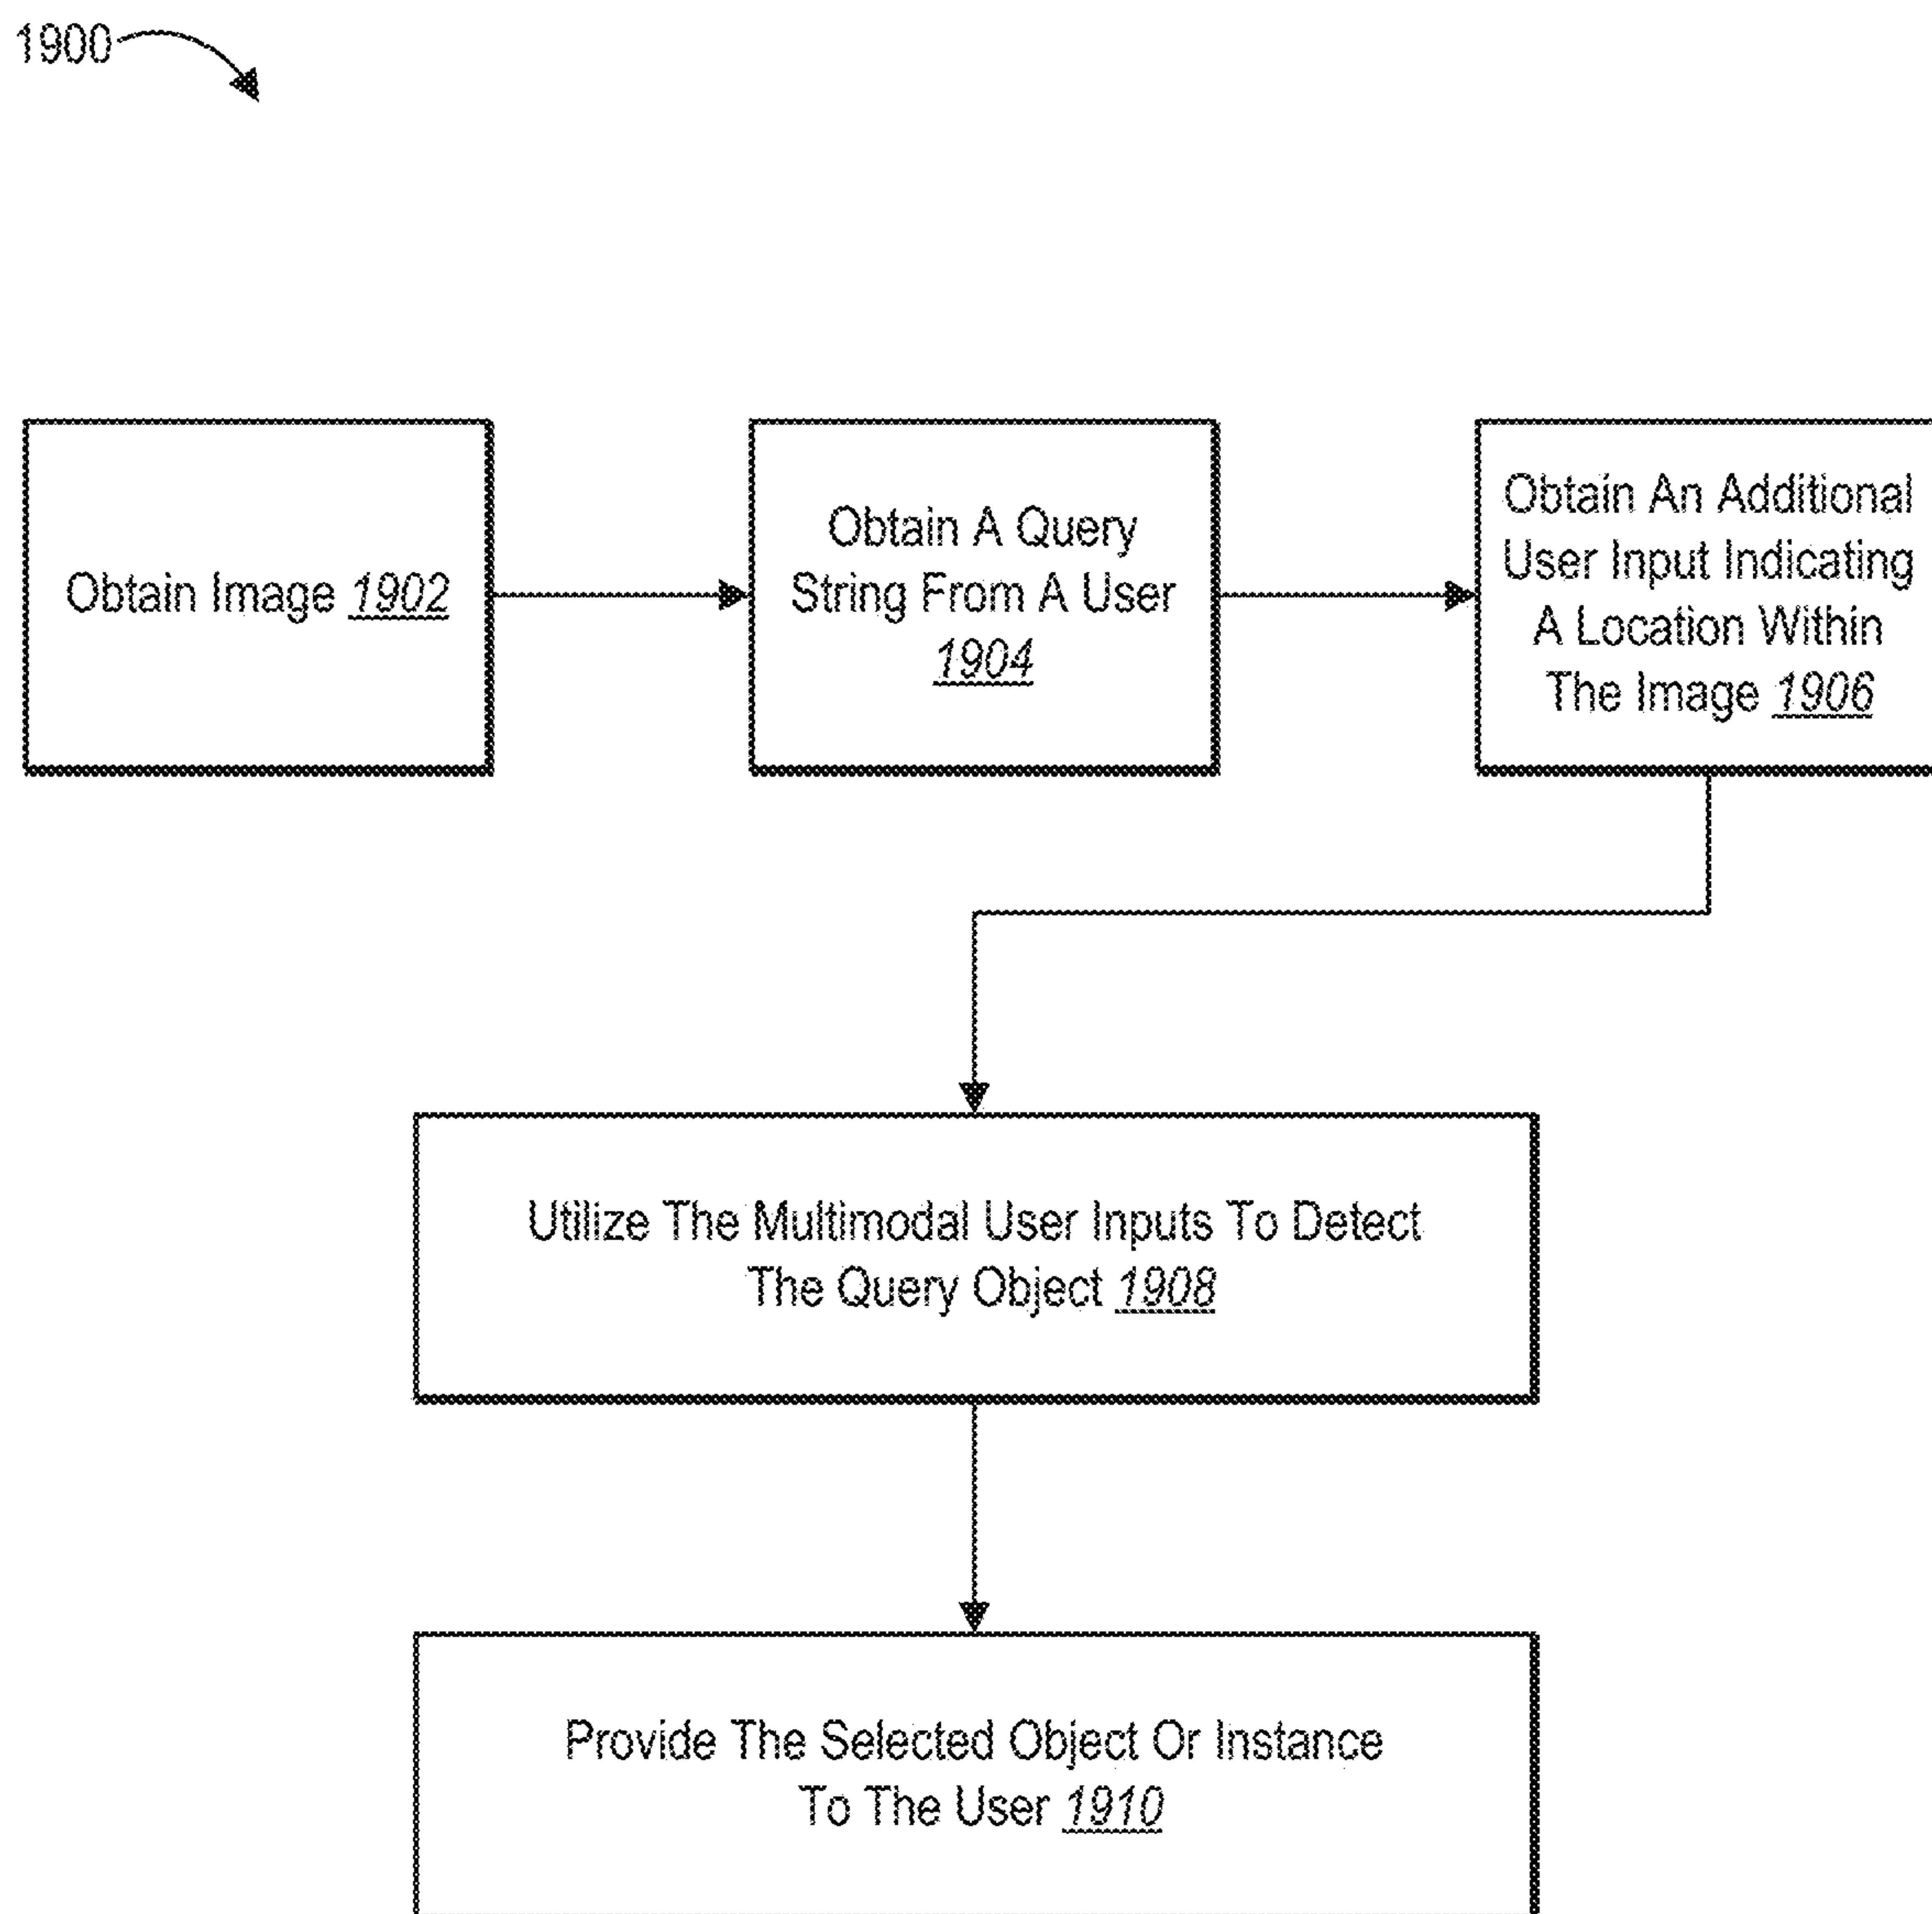 1900
Obtain Image 1902
Obtain A Query
String From A User
1904
Obtain An Additional
User Input Indicating
A Location Within
The Image 1906
Utilize The Multimodal User Inputs To Detect
The Query Object 1908
Provide The Selected Object Or Instance
To The User 1910